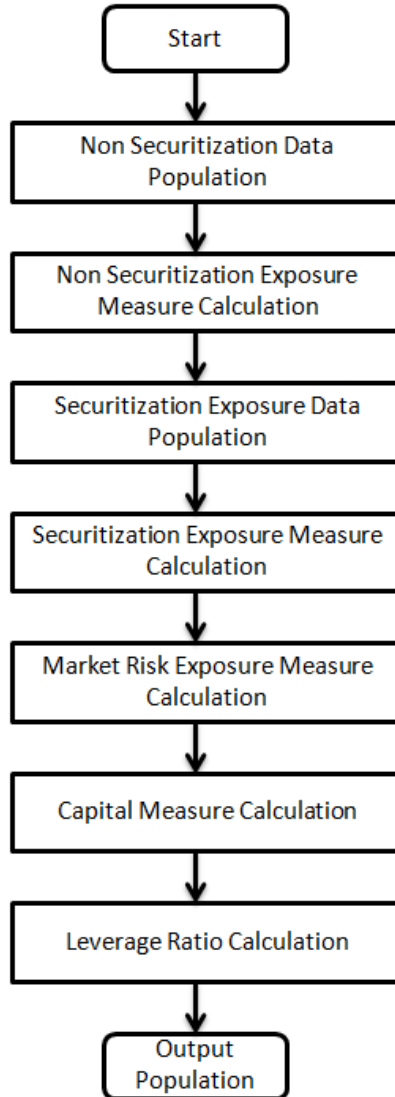 Start
Non Securitization Data
Population
Non Securitization Exposure
Measure Calculation
Securitization Exposure Data
Population
Securitization Exposure Measure
Calculation
Market Risk Exposure Measure
Calculation
Capital Measure Calculation
Leverage Ratio Calculation
Output
Population